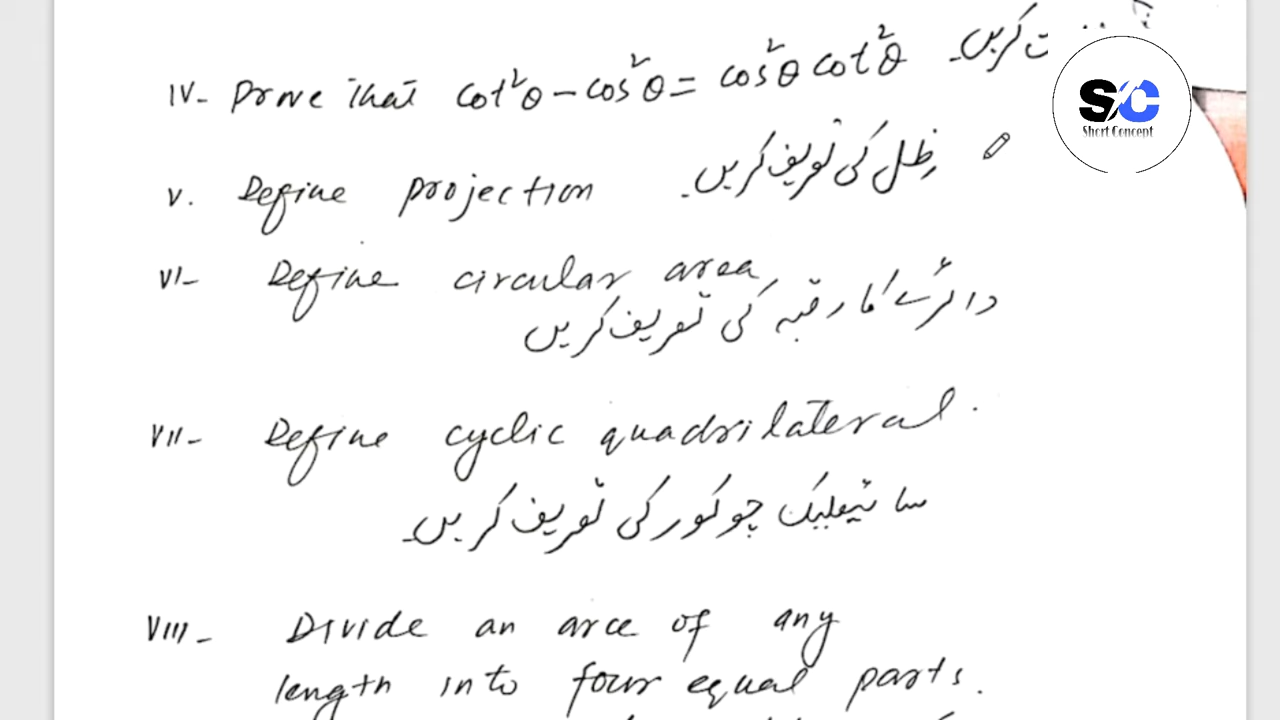 IV- Prove that cot²θ - cos²θ = cos²θ cot²θ کریں۔
S/C
Short Concept
V. Define projection ظِل کی تعریف کریں۔
VI- Define circular area
دائرے کا رقبہ کی تعریف کریں
VII- Define cyclic quadrilateral.
سائیکلیک چوکور کی تعریف کریں۔
VIII- Divide an arce of any
length into four equal parts.